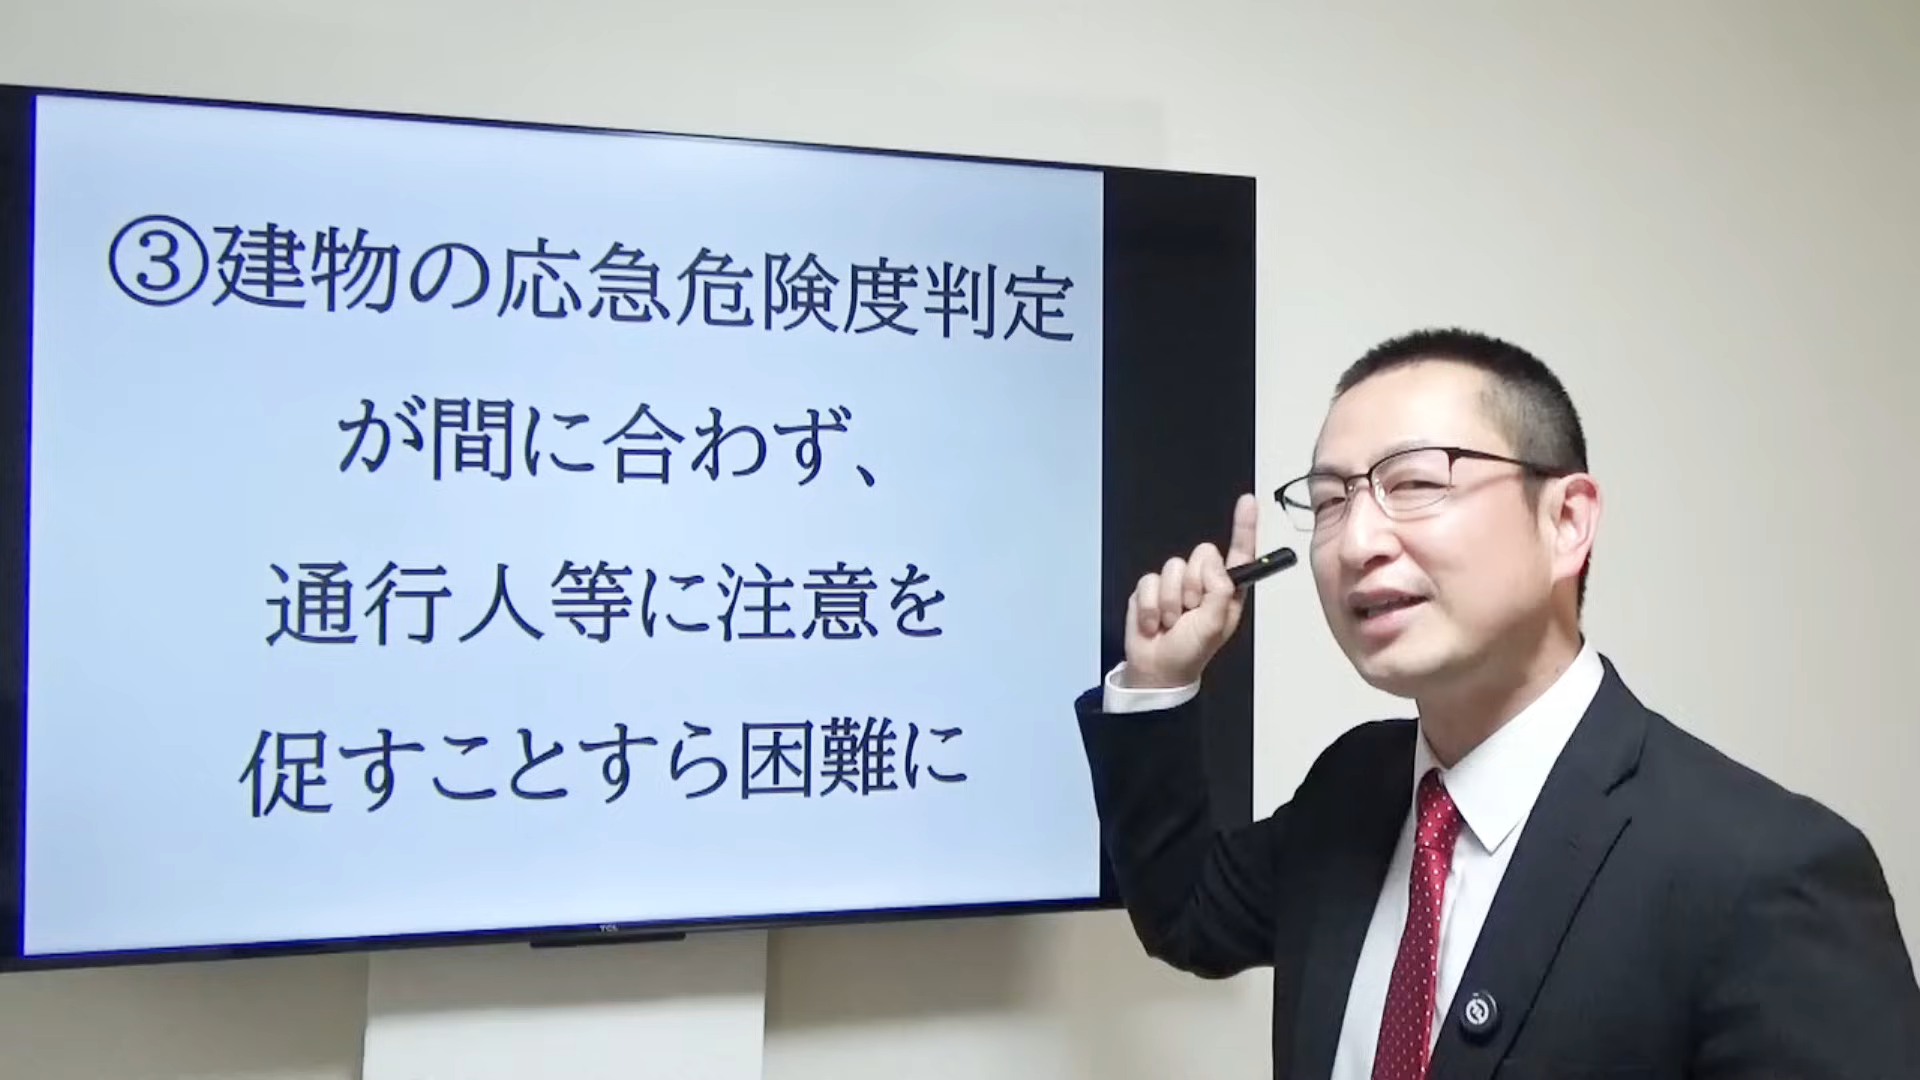 ③建物の応急危険度判定
が間に合わず、
通行人等に注意を
促すことすら困難に
TCL